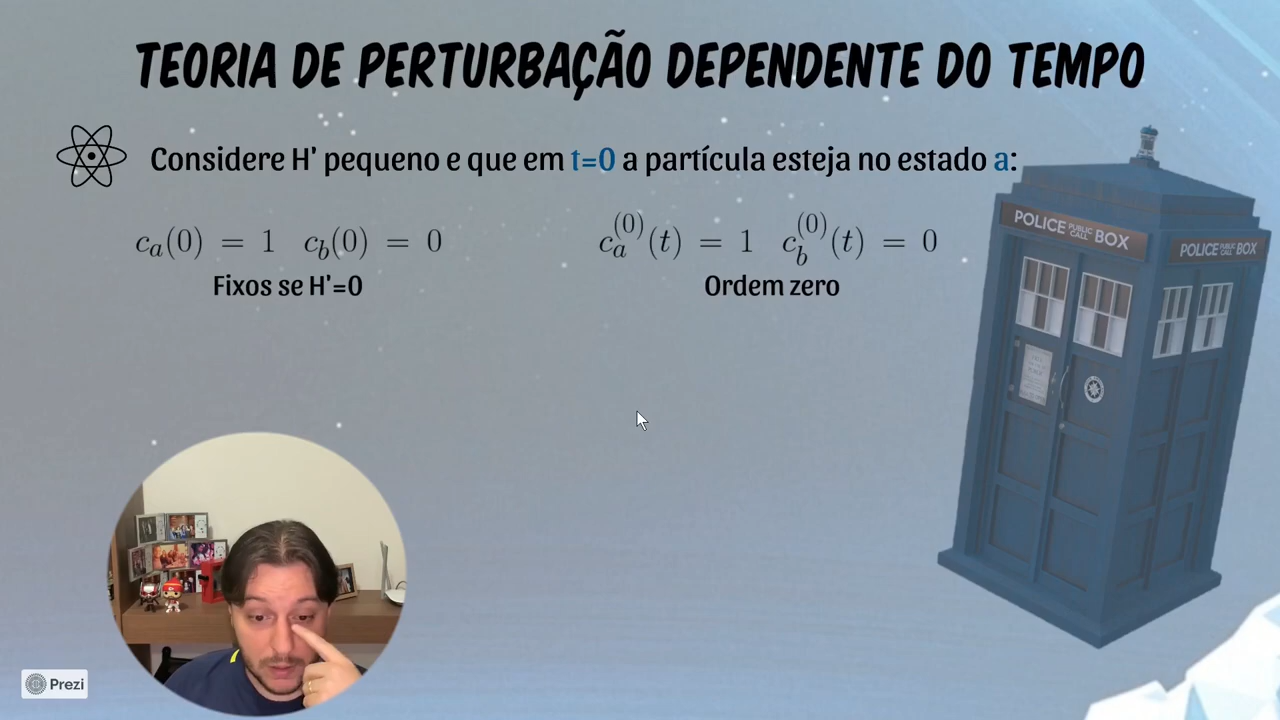 TEORIA DE PERTURBAÇÃO DEPENDENTE DO TEMPO
Considere H' pequeno e que em t=0 a partícula esteja no estado a:
c_a(0) = 1 c_b(0) = 0
c_a^{(0)}(t) = 1 c_b^{(0)}(t) = 0
Fixos se H'=0
Ordem zero
POLICE PUBLIC CALL BOX
POLICE PUBLIC CALL BOX
Prezi